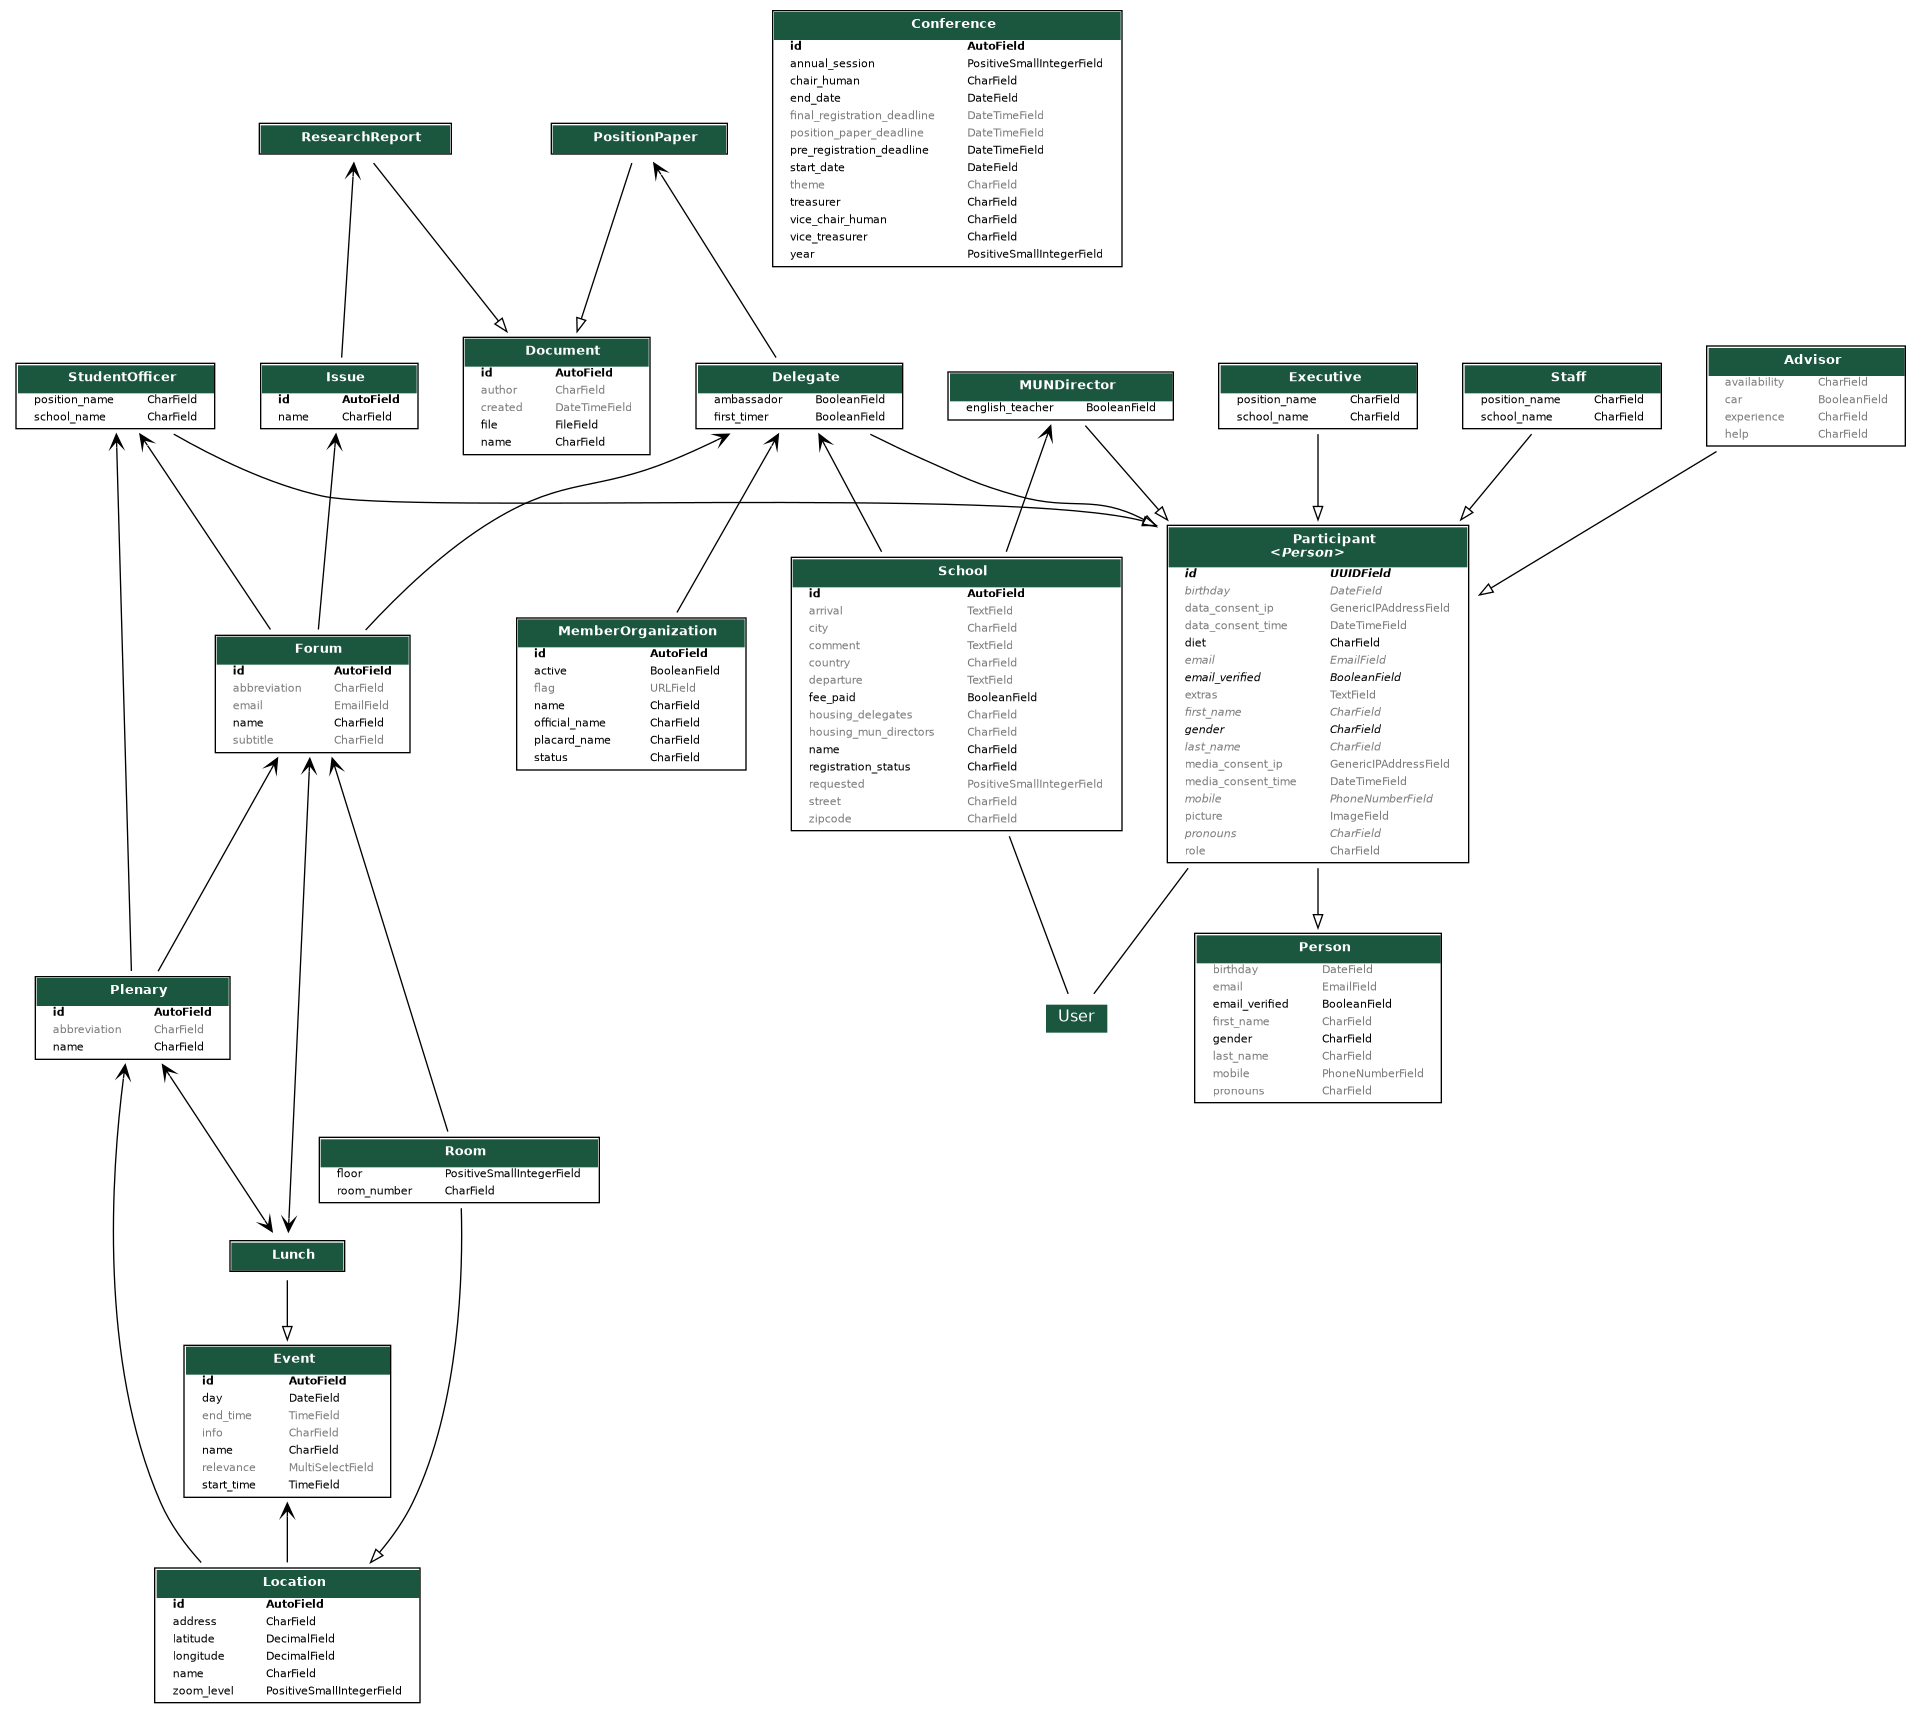 Conference
id AutoField
annual_session PositiveSmallIntegerField
chair_human CharField
end_date DateField
final_registration_deadline DateTimeField
position_paper_deadline DateTimeField
pre_registration_deadline DateTimeField
start_date DateField
theme CharField
treasurer CharField
vice_chair_human CharField
vice_treasurer CharField
year PositiveSmallIntegerField
ResearchReport
PositionPaper
StudentOfficer
position_name CharField
school_name CharField
Issue
id AutoField
name CharField
Document
id AutoField
author CharField
created DateTimeField
file FileField
name CharField
Delegate
ambassador BooleanField
first_timer BooleanField
MUNDirector
english_teacher BooleanField
Executive
position_name CharField
school_name CharField
Staff
position_name CharField
school_name CharField
Advisor
availability CharField
car BooleanField
experience CharField
help CharField
Forum
id AutoField
abbreviation CharField
email EmailField
name CharField
subtitle CharField
MemberOrganization
id AutoField
active BooleanField
flag URLField
name CharField
official_name CharField
placard_name CharField
status CharField
School
id AutoField
arrival TextField
city CharField
comment TextField
country CharField
departure TextField
fee_paid BooleanField
housing_delegates CharField
housing_mun_directors CharField
name CharField
registration_status CharField
requested PositiveSmallIntegerField
street CharField
zipcode CharField
Participant
<Person>
id UUIDField
birthday DateField
data_consent_ip GenericIPAddressField
data_consent_time DateTimeField
diet CharField
email EmailField
email_verified BooleanField
extras TextField
first_name CharField
gender CharField
last_name CharField
media_consent_ip GenericIPAddressField
media_consent_time DateTimeField
mobile PhoneNumberField
picture ImageField
pronouns CharField
role CharField
Plenary
id AutoField
abbreviation CharField
name CharField
User
Person
birthday DateField
email EmailField
email_verified BooleanField
first_name CharField
gender CharField
last_name CharField
mobile PhoneNumberField
pronouns CharField
Room
floor PositiveSmallIntegerField
room_number CharField
Lunch
Event
id AutoField
day DateField
end_time TimeField
info CharField
name CharField
relevance MultiSelectField
start_time TimeField
Location
id AutoField
address CharField
latitude DecimalField
longitude DecimalField
name CharField
zoom_level PositiveSmallIntegerField